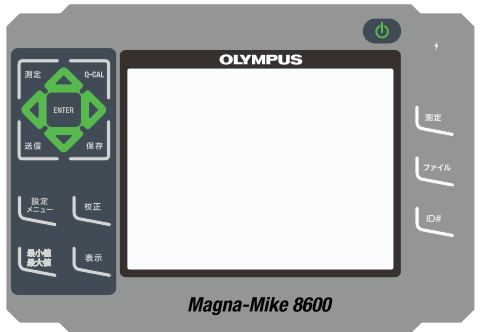 OLYMPUS
測定
Q-CAL
ENTER
送信
保存
設定
メニュー
校正
最小値
最大値
表示
測定
ファイル
ID#
Magna-Mike 8600